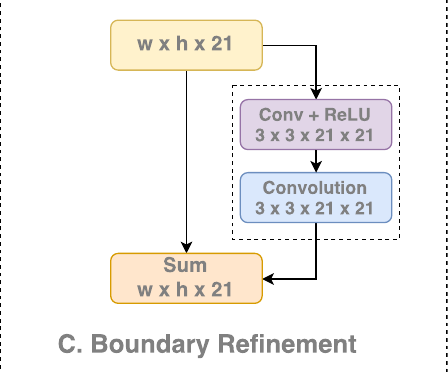 w x h x 21
Conv + ReLU
3 x 3 x 21 x 21
Convolution
3 x 3 x 21 x 21
Sum
w x h x 21
C. Boundary Refinement